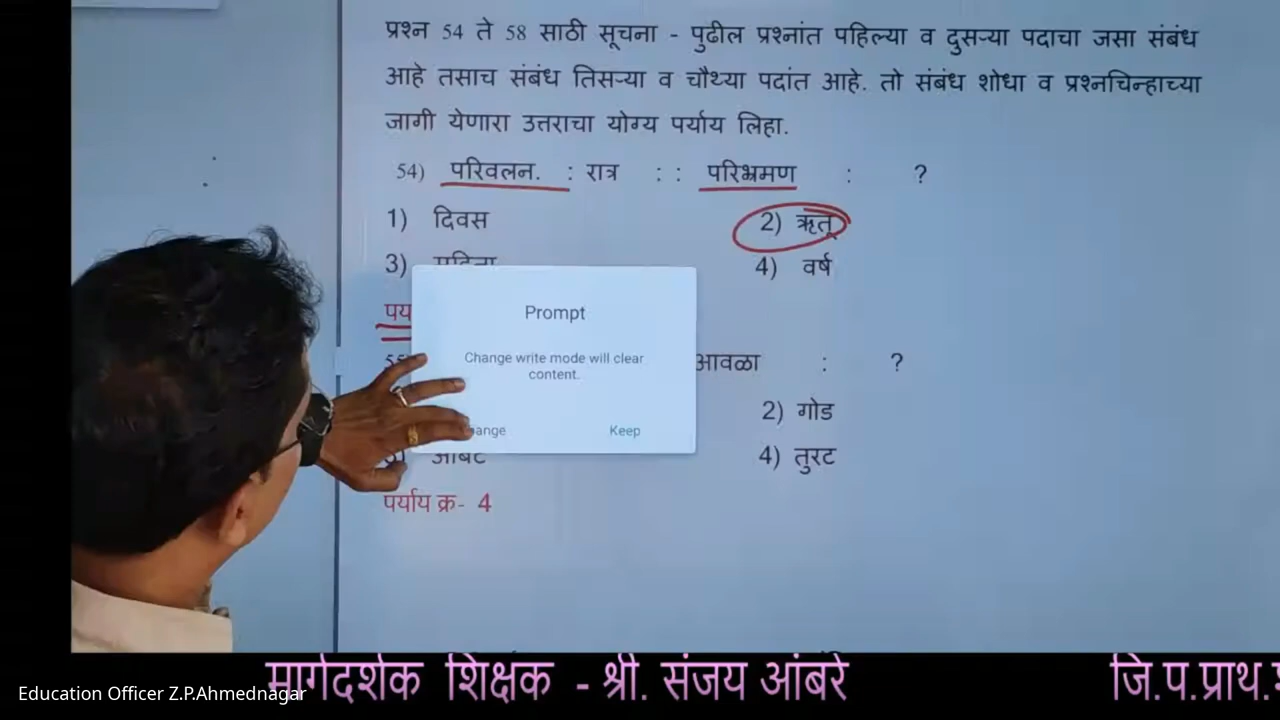 प्रश्न 54 ते 58 साठी सूचना - पुढील प्रश्नांत पहिल्या व दुसऱ्या पदाचा जसा संबंध
आहे तसाच संबंध तिसऱ्या व चौथ्या पदांत आहे. तो संबंध शोधा व प्रश्नचिन्हाच्या
जागी येणारा उत्तराचा योग्य पर्याय लिहा.
54) परिवलन. : रात्र : : परिभ्रमण : ?
1) दिवस 2) ऋतू
3) 4) वर्ष
Prompt
Change write mode will clear
content.
Keep
आवळा : ?
2) गोड
4) तुरट
पर्याय क्र- 4
मार्गदर्शक शिक्षक - श्री. संजय आंबरे जि.प.प्राथ.
Education Officer Z.P.Ahmednagar